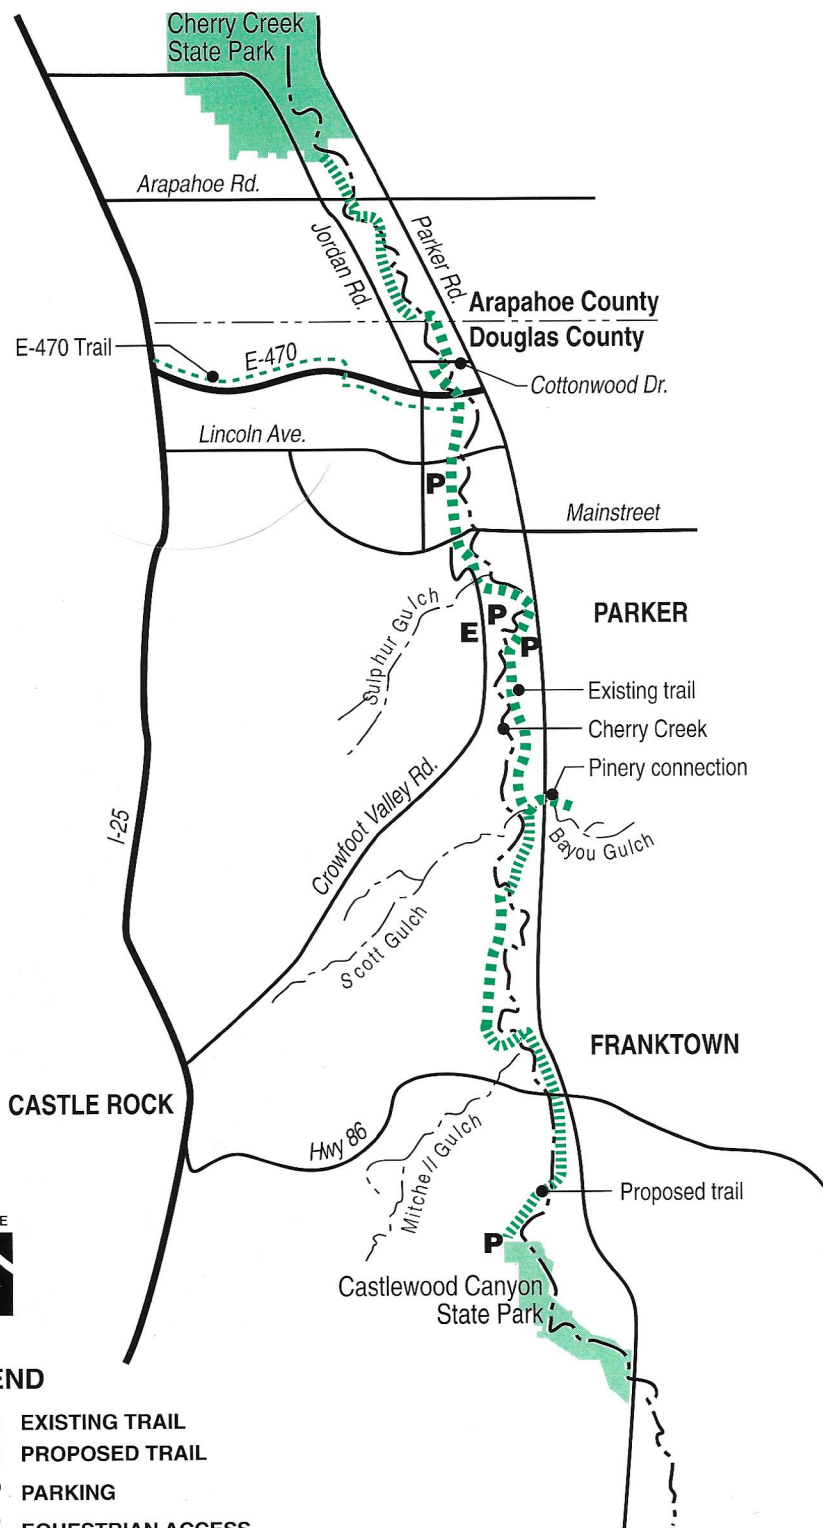 Cherry Creek
State Park
Arapahoe Rd.
Jordan Rd.
Parker Rd.
Arapahoe County
Douglas County
E-470 Trail
E-470
Cottonwood Dr.
Lincoln Ave.
P
Mainstreet
Sulphur Gulch
P
E
P
PARKER
Existing trail
Cherry Creek
Pinery connection
I-25
Crowfoot Valley Rd.
Bayou Gulch
Scott Gulch
FRANKTOWN
CASTLE ROCK
Hwy 86
Mitchell Gulch
Proposed trail
P
Castlewood Canyon
State Park
E
END
EXISTING TRAIL
PROPOSED TRAIL
PARKING
EQUESTRIAN ACCESS